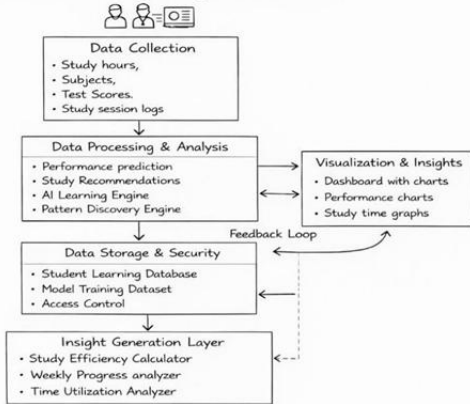 Data Collection
• Study hours,
• Subjects,
• Test Scores.
• Study session logs
Data Processing & Analysis
• Performance prediction
• Study Recommendations
• AI Learning Engine
• Pattern Discovery Engine
Visualization & Insights
• Dashboard with charts
• Performance charts
• Study time graphs
Feedback Loop
Data Storage & Security
• Student Learning Database
• Model Training Dataset
• Access Control
Insight Generation Layer
• Study Efficiency Calculator
• Weekly Progress analyzer
• Time Utilization Analyzer